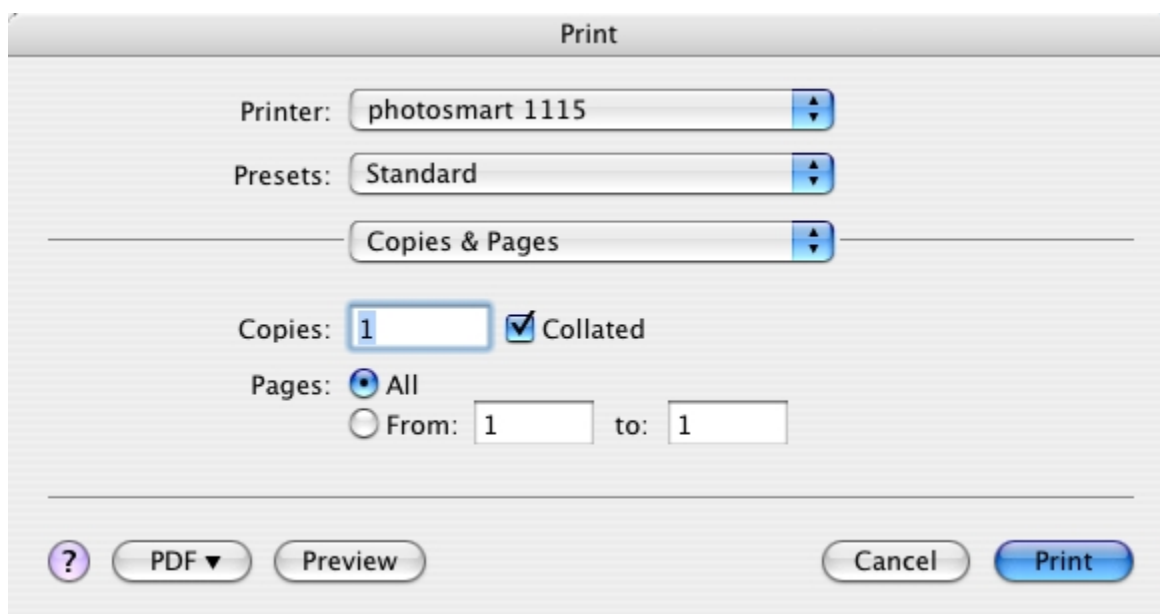 Print
Printer: photosmart 1115
Presets: Standard
Copies & Pages
Copies: 1 Collated
Pages: All
From: 1 to: 1
? PDF ▼ Preview Cancel Print